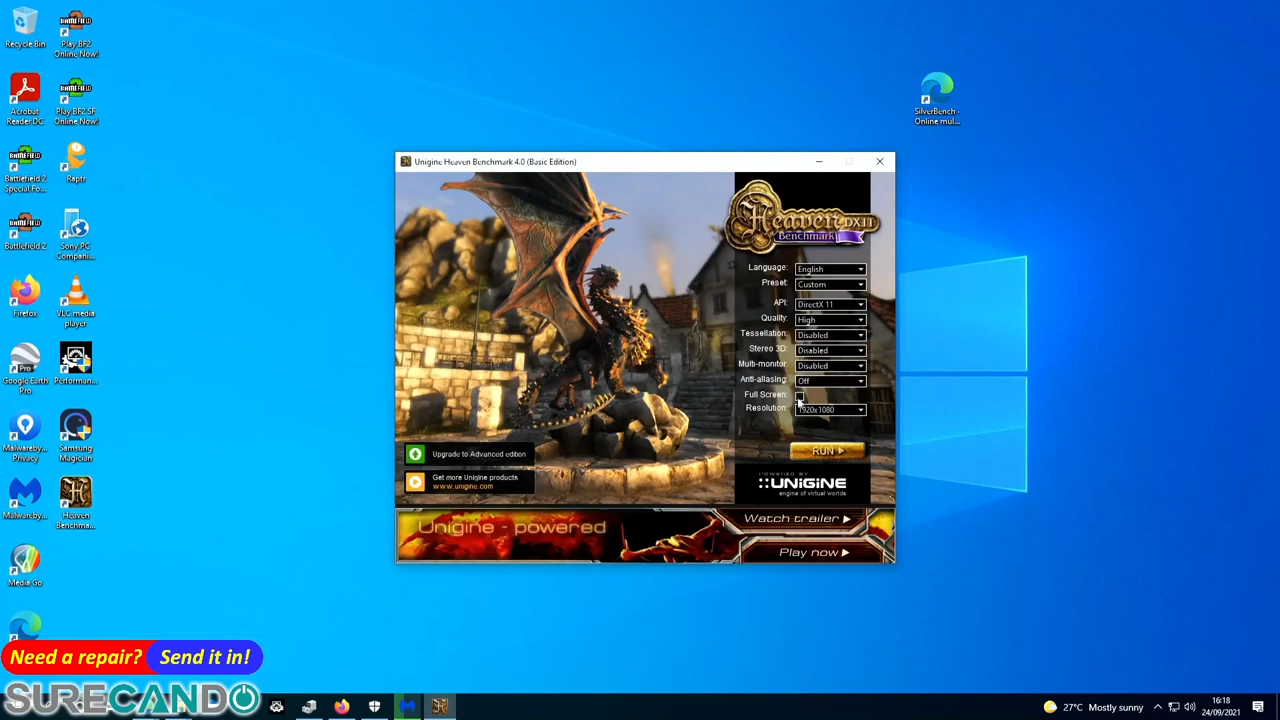 Recycle Bin
Play BF2
Online Now!
Acrobat
Reader DC
Play BF2:SF
Online Now!
Battlefield 2
Special Fo...
Raptr
Battlefield 2
Sony PC
Compani...
Firefox
VLC media
player
Google Earth
Pro
Performan...
Malwareby...
Privacy
Samsung
Magician
Malwareby...
Heaven
Benchma...
Media Go
SilverBench -
Online mul...
Unigine Heaven Benchmark 4.0 (Basic Edition)
Heaven DX11
Benchmark
Language: English
Preset: Custom
API: DirectX 11
Quality: High
Tessellation: Disabled
Stereo 3D: Disabled
Multi-monitor: Disabled
Anti-aliasing: Off
Full Screen:
Resolution: 1920x1080
RUN
Upgrade to Advanced edition
Get more Unigine products
www.unigine.com
POWERED BY
UNIGINE
engine of virtual worlds
Unigine - powered
Watch trailer
Play now
Need a repair? Send it in!
SURECANDO
27°C Mostly sunny
16:18
24/09/2021